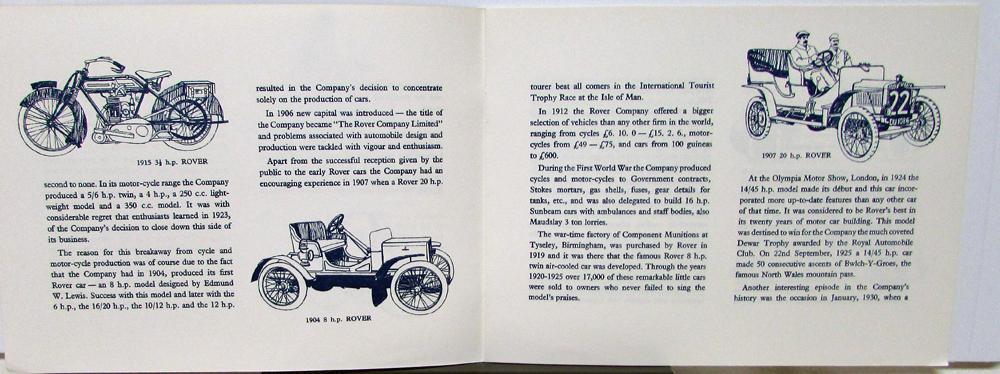 1915 3½ h.p. ROVER
second to none. In its motor-cycle range the Company
produced a 5/6 h.p. twin, a 4 h.p., a 250 c.c. light-
weight model and a 350 c.c. model. It was with
considerable regret that enthusiasts learned in 1923,
of the Company's decision to close down this side of
its business.
The reason for this breakaway from cycle and
motor-cycle production was of course due to the fact
that the Company had in 1904, produced its first
Rover car — an 8 h.p. model designed by Edmund
W. Lewis. Success with this model and later with the
6 h.p., the 16/20 h.p., the 10/12 h.p. and the 12 h.p.
resulted in the Company's decision to concentrate
solely on the production of cars.
In 1906 new capital was introduced — the title of
the Company became "The Rover Company Limited"
and problems associated with automobile design and
production were tackled with vigour and enthusiasm.
Apart from the successful reception given by the
public to the early Rover cars the Company had an
encouraging experience in 1907 when a Rover 20 h.p.
1904 8 h.p. ROVER
tourer beat all comers in the International Tourist
Trophy Race at the Isle of Man.
In 1912 the Rover Company offered a bigger
selection of vehicles than any other firm in the world,
ranging from cycles £6. 10. 0 — £15. 2. 6., motor-
cycles from £49 — £75, and cars from 100 guineas
to £600.
During the First World War the Company produced
cycles and motor-cycles to Government contracts,
Stokes mortars, gas shells, fuses, gear details for
tanks, etc., and was also delegated to build 16 h.p.
Sunbeam cars with ambulances and staff bodies, also
Maudslay 3 ton lorries.
The war-time factory of Component Munitions at
Tyseley, Birmingham, was purchased by Rover in
1919 and it was there that the famous Rover 8 h.p.
twin air-cooled car was developed. Through the years
1920-1925 over 17,000 of these remarkable little cars
were sold to owners who never failed to sing the
model's praises.
22
1907 20 h.p. ROVER
At the Olympia Motor Show, London, in 1924 the
14/45 h.p. model made its début and this car incor-
porated more up-to-date features than any other car
of that time. It was considered to be Rover's best in
its twenty years of motor car building. This model
was destined to win for the Company the much coveted
Dewar Trophy awarded by the Royal Automobile
Club. On 22nd September, 1925 a 14/45 h.p. car
made 50 consecutive ascents of Bwlch-Y-Groes, the
famous North Wales mountain pass.
Another interesting episode in the Company's
history was the occasion in January, 1930, when a